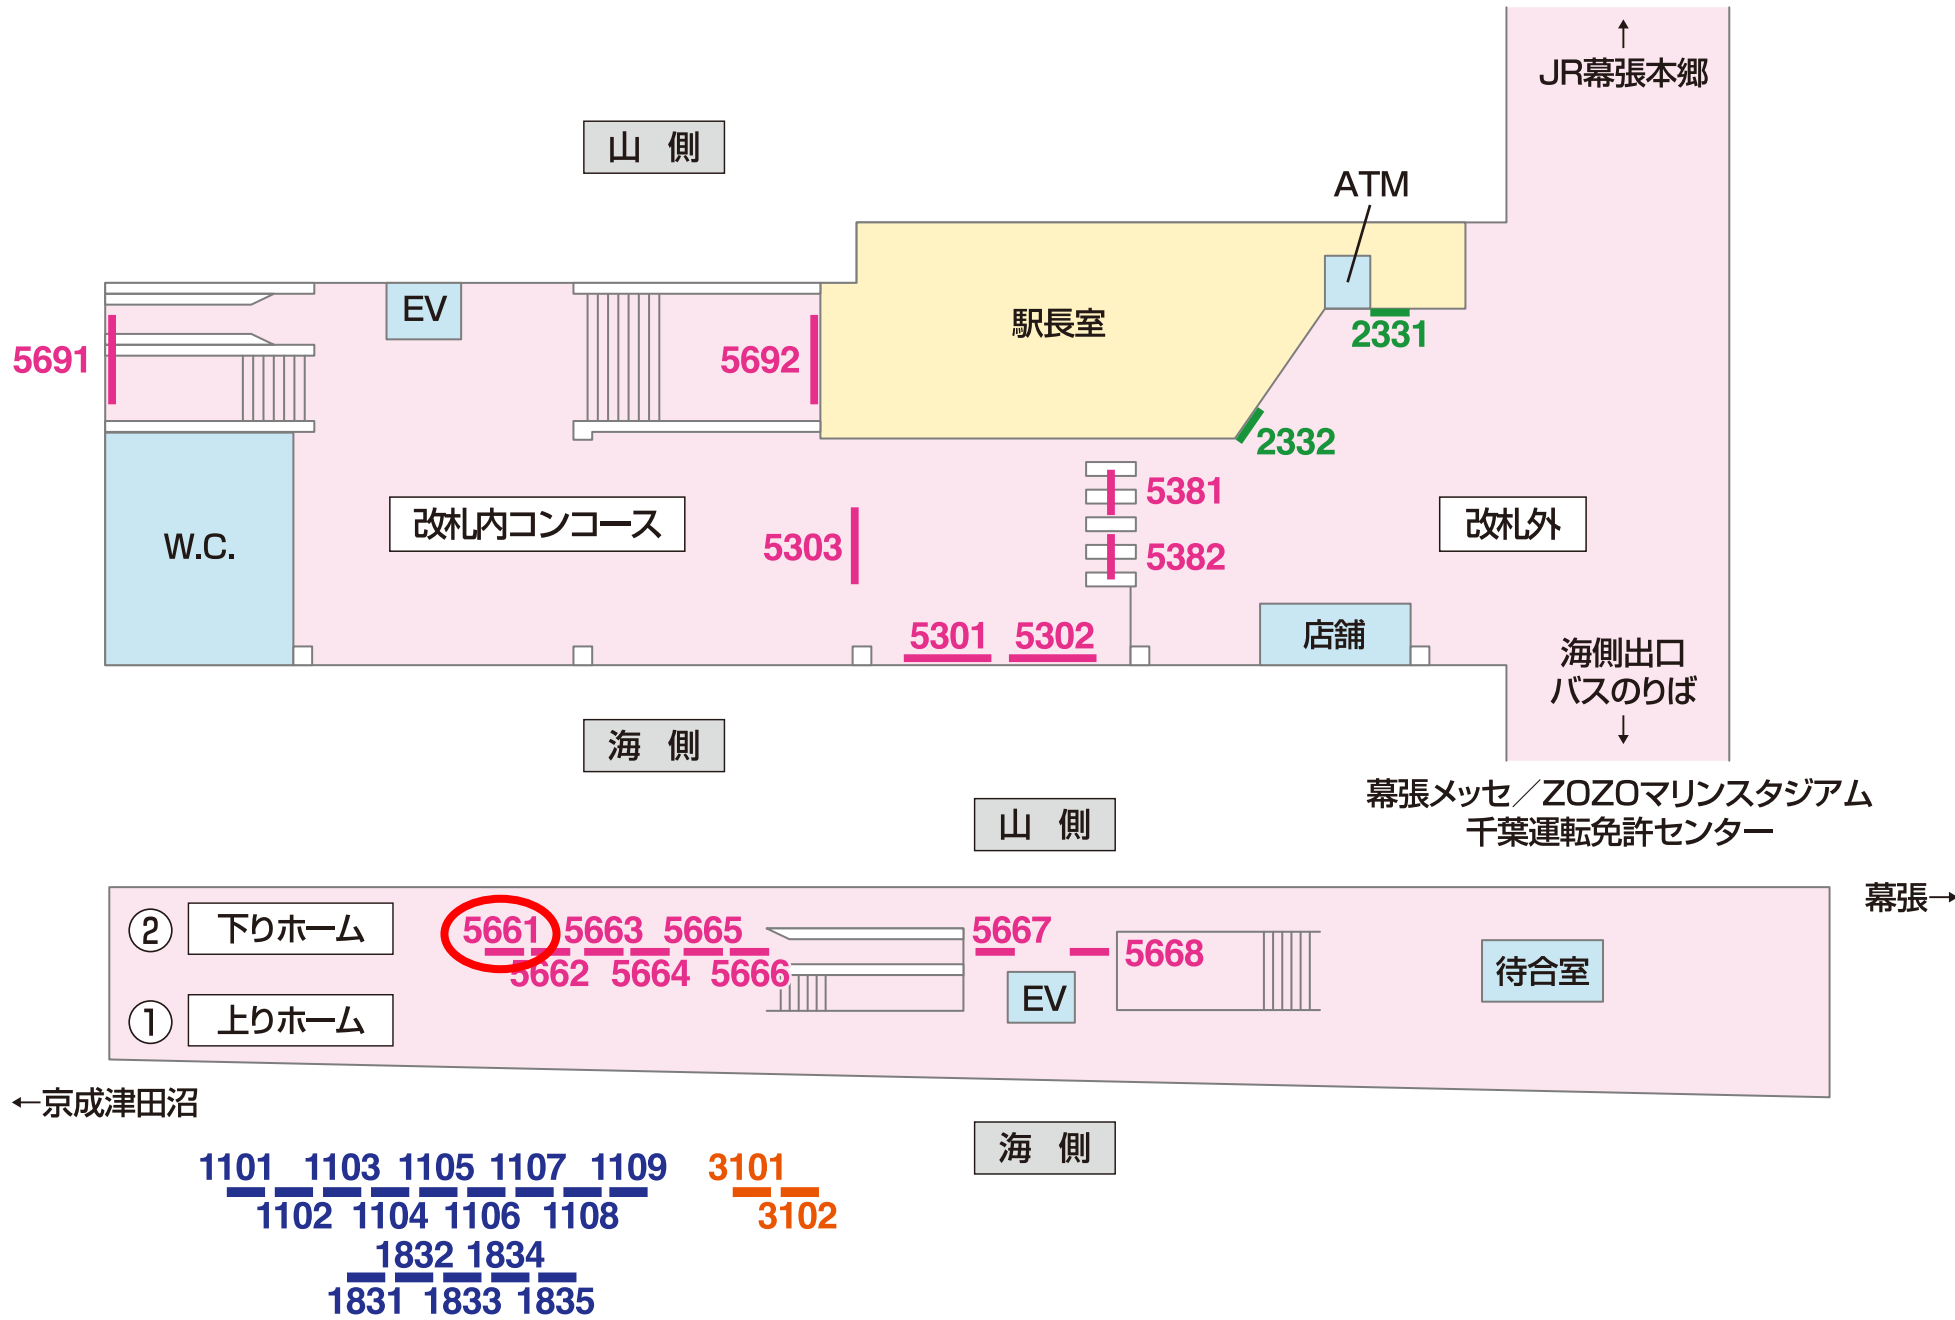 ↑
JR幕張本郷
山 側
ATM
EV
駅長室
2331
5691
5692
2332
5381
改札内コンコース
改札外
W.C.
5303
5382
5301
5302
店舗
海側出口
バスのりば
↓
海 側
幕張メッセ／ZOZOマリンスタジアム
千葉運転免許センター
山 側
幕張→
② 下りホーム
5661
5663
5665
5667
5662
5664
5666
5668
EV
待合室
① 上りホーム
←京成津田沼
海 側
1101
1103
1105
1107
1109
3101
1102
1104
1106
1108
3102
1832
1834
1831
1833
1835